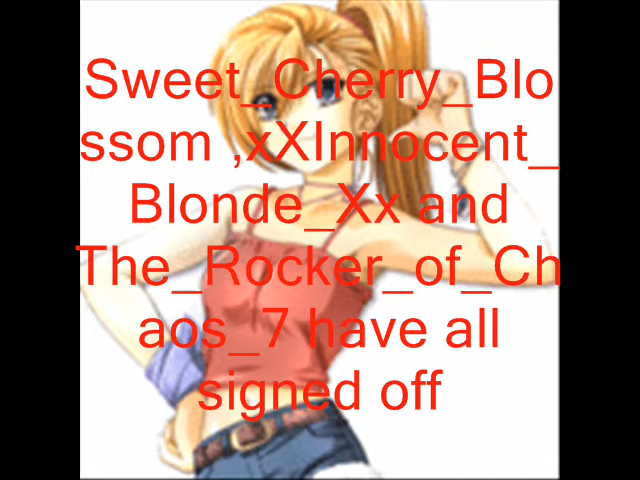 Sweet_Cherry_Blo
ssom ,xXInnocent_
Blonde_Xx and
The_Rocker_of_Ch
aos_7 have all
signed off